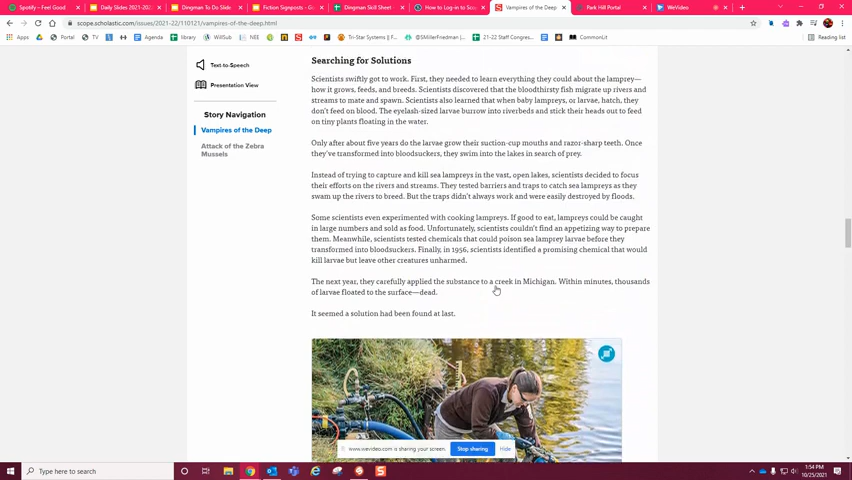 Spotify – Feel Good
Daily Slides 2021-202
Dingman To Do Slides
Fiction Signposts - Go
Dingman Skill Sheet
How to Log-in to Sco
Vampires of the Deep
Park Hill Portal
WeVideo
scope.scholastic.com/issues/2021-22/110121/vampires-of-the-deep.html
Apps
Agenda
library
WillSub
NEE
Tri-Star Systems ||
@SMillerFriedman ||
21-22 Staff Congres...
CommonLit
Reading list
Text-to-Speech
Presentation View
Story Navigation
Vampires of the Deep
Attack of the Zebra
Mussels
Searching for Solutions
Scientists swiftly got to work. First, they needed to learn everything they could about the lamprey—
how it grows, feeds, and breeds. Scientists discovered that the bloodthirsty fish migrate up rivers and
streams to mate and spawn. Scientists also learned that when baby lampreys, or larvae, hatch, they
don't feed on blood. The eyelash-sized larvae burrow into riverbeds and stick their heads out to feed
on tiny plants floating in the water.
Only after about five years do the larvae grow their suction-cup mouths and razor-sharp teeth. Once
they've transformed into bloodsuckers, they swim into the lakes in search of prey.
Instead of trying to capture and kill sea lampreys in the vast, open lakes, scientists decided to focus
their efforts on the rivers and streams. They tested barriers and traps to catch sea lampreys as they
swam up the rivers to breed. But the traps didn't always work and were easily destroyed by floods.
Some scientists even experimented with cooking lampreys. If good to eat, lampreys could be caught
in large numbers and sold as food. Unfortunately, scientists couldn't find an appetizing way to prepare
them. Meanwhile, scientists tested chemicals that could poison sea lamprey larvae before they
transformed into bloodsuckers. Finally, in 1956, scientists identified a promising chemical that would
kill larvae but leave other creatures unharmed.
The next year, they carefully applied the substance to a creek in Michigan. Within minutes, thousands
of larvae floated to the surface—dead.
It seemed a solution had been found at last.
www.wevideo.com is sharing your screen.
Stop sharing
Hide
Type here to search
1:54 PM
10/25/2021